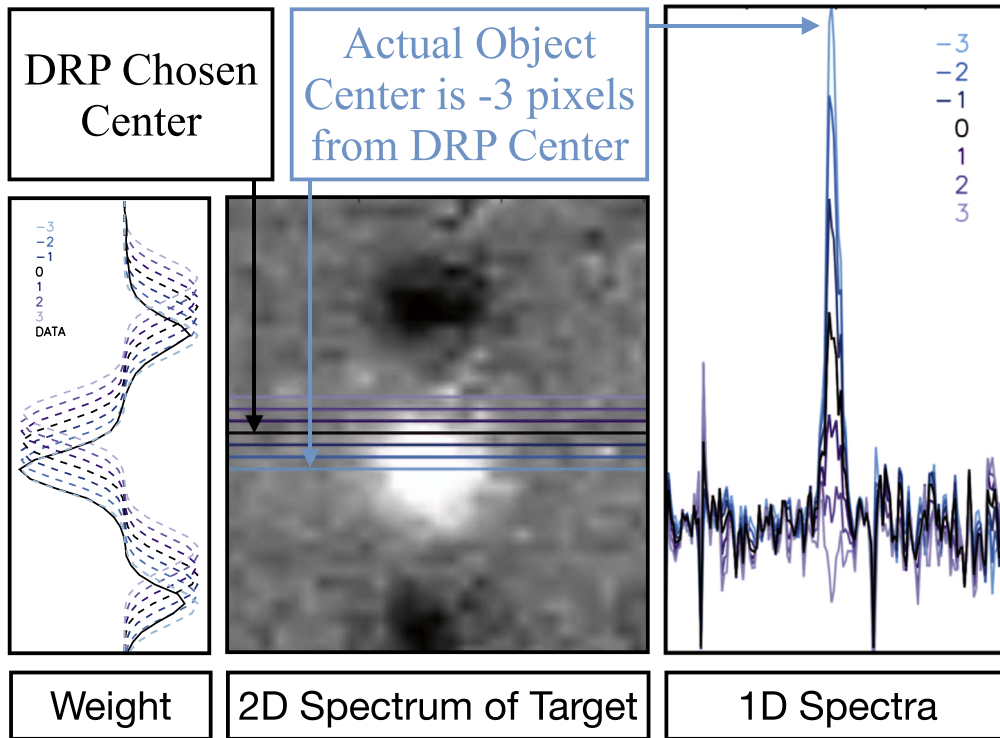 DRP Chosen
Center
Actual Object
Center is -3 pixels
from DRP Center
-3
-2
-1
0
1
2
3
-3
-2
-1
0
1
2
3
DATA
Weight
2D Spectrum of Target
1D Spectra